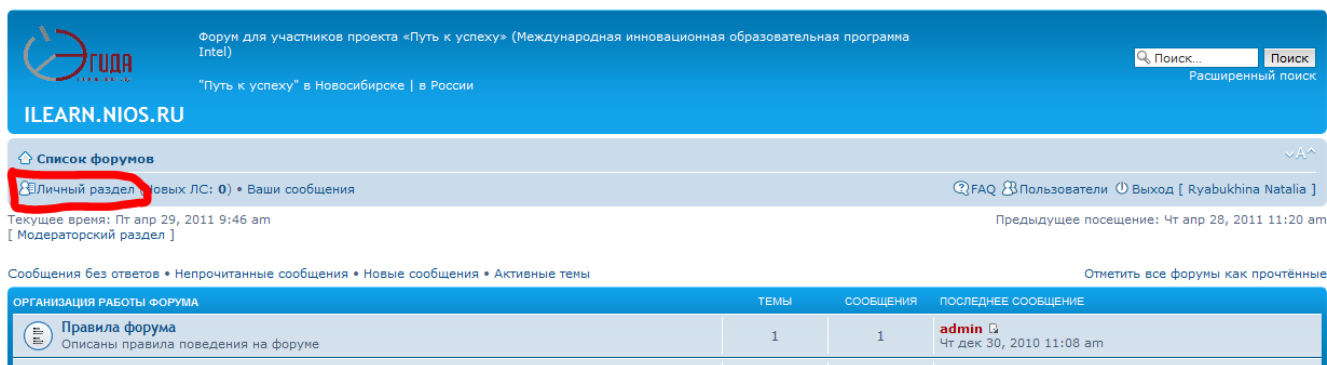 Эгида
Форум для участников проекта «Путь к успеху» (Международная инновационная образовательная программа
Intel)
"Путь к успеху" в Новосибирске | в России
ILEARN.NIOS.RU
Поиск... Поиск
Расширенный поиск
Список форумов
A
Личный раздел (Новых ЛС: 0) • Ваши сообщения
FAQ Пользователи Выход [ Ryabukhina Natalia ]
Текущее время: Пт апр 29, 2011 9:46 am
Предыдущее посещение: Чт апр 28, 2011 11:20 am
[ Модераторский раздел ]
Сообщения без ответов • Непрочитанные сообщения • Новые сообщения • Активные темы
Отметить все форумы как прочтённые
ОРГАНИЗАЦИЯ РАБОТЫ ФОРУМА ТЕМЫ СООБЩЕНИЯ ПОСЛЕДНЕЕ СООБЩЕНИЕ
Правила форума
Описаны правила поведения на форуме
1 1
admin
Чт дек 30, 2010 11:08 am